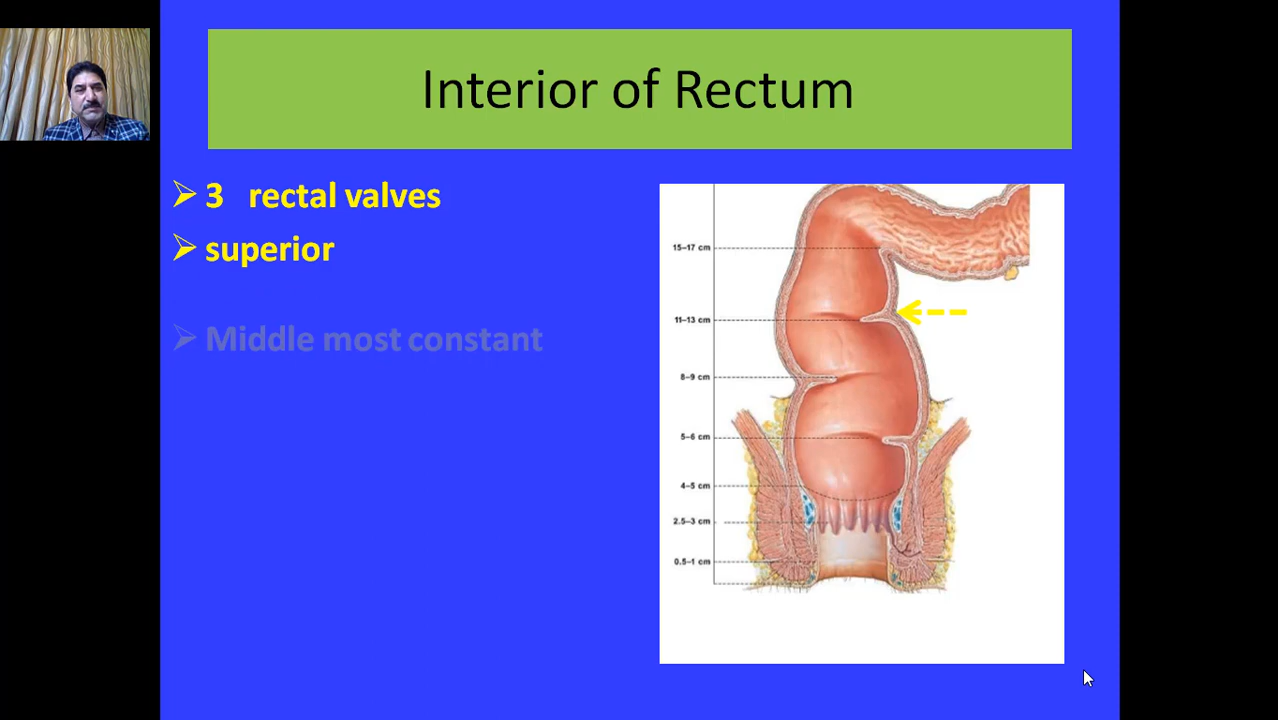 Interior of Rectum
3 rectal valves
superior
Middle most constant
15–17 cm
11–13 cm
8–9 cm
5–6 cm
4–5 cm
2.5–3 cm
0.5–1 cm